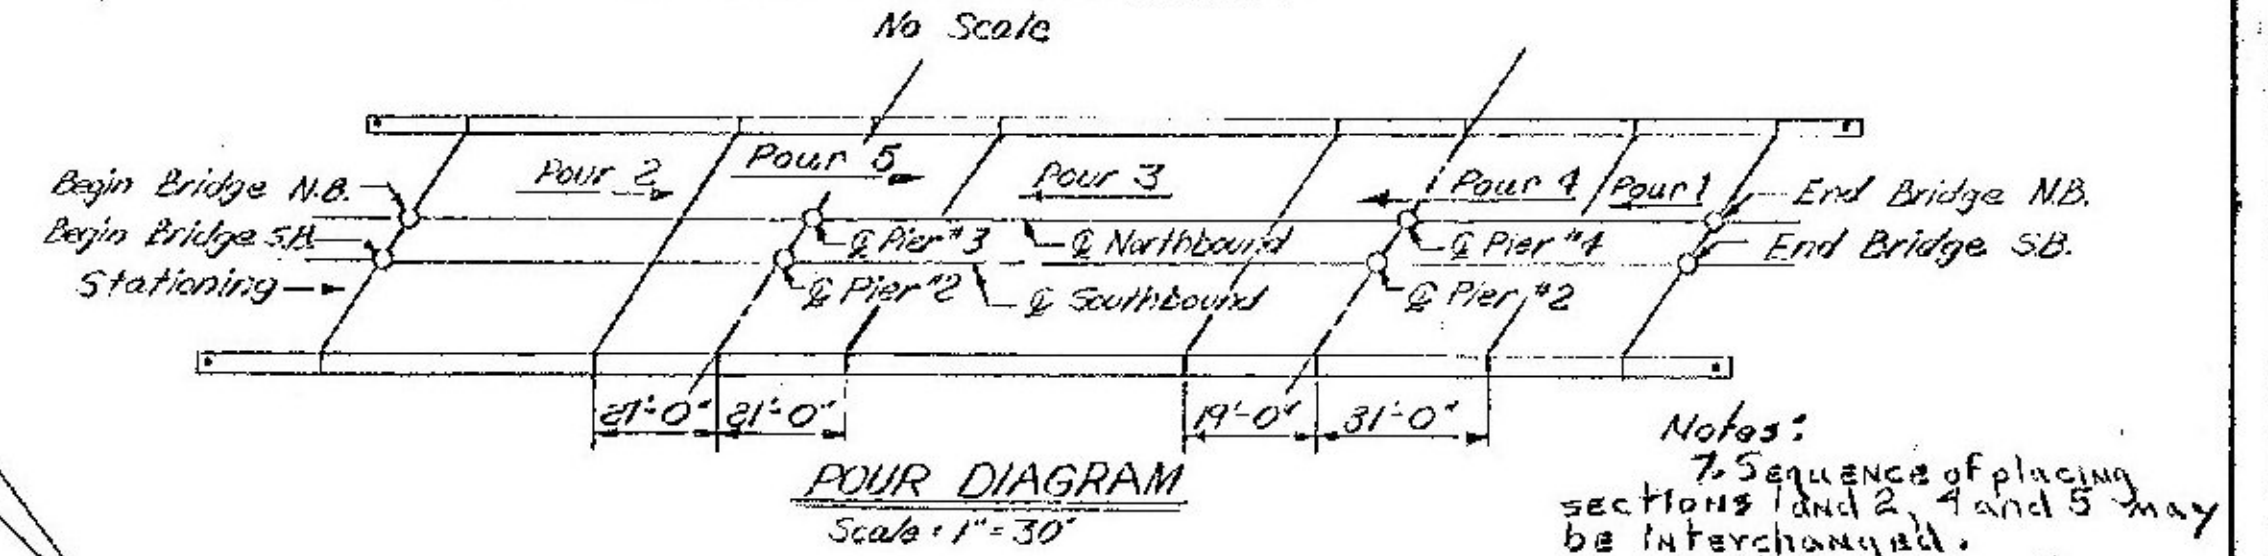 No Scale
Pour 2
Pour 5
Pour 3
Pour 4
Pour 1
Begin Bridge N.B.
End Bridge N.B.
Begin Bridge S.B.
End Bridge S.B.
Stationing
℄ Pier #3
℄ Northbound
℄ Pier #4
℄ Pier #2
℄ Southbound
℄ Pier #2
21'-0"
19'-0"
31'-0"
POUR DIAGRAM
Scale: 1" = 30'
Notes:
7. Sequence of placing
sections 1 and 2, 4 and 5 may
be interchanged.